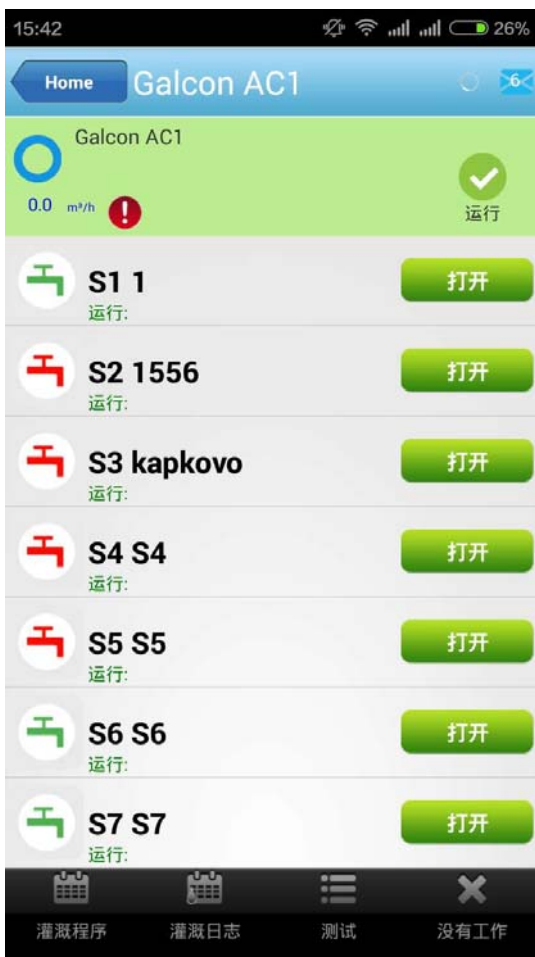 15:42
26%
Home
Galcon AC1
6
Galcon AC1
0.0 m³/h
运行
S1 1
运行:
打开
S2 1556
运行:
打开
S3 kapkovo
运行:
打开
S4 S4
运行:
打开
S5 S5
运行:
打开
S6 S6
运行:
打开
S7 S7
运行:
打开
灌溉程序
灌溉日志
测试
没有工作